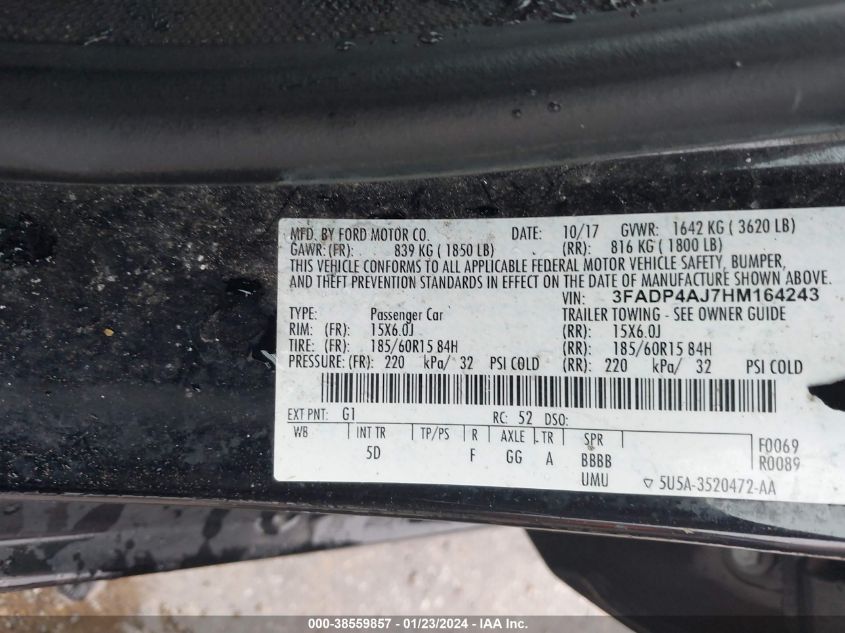 MFD. BY FORD MOTOR CO. DATE: 10/17 GVWR: 1642 KG ( 3620 LB)
GAWR: (FR): 839 KG ( 1850 LB) (RR): 816 KG ( 1800 LB)
THIS VEHICLE CONFORMS TO ALL APPLICABLE FEDERAL MOTOR VEHICLE SAFETY, BUMPER,
AND THEFT PREVENTION STANDARDS IN EFFECT ON THE DATE OF MANUFACTURE SHOWN ABOVE.
VIN: 3FADP4AJ7HM164243
TYPE: Passenger Car TRAILER TOWING - SEE OWNER GUIDE
RIM: (FR): 15X6.0J (RR): 15X6.0J
TIRE: (FR): 185/60R15 84H (RR): 185/60R15 84H
PRESSURE: (FR): 220 kPa/ 32 PSI COLD (RR): 220 kPa/ 32 PSI COLD
EXT PNT: G1 RC: 52 DSO:
WB INT TR TP/PS R AXLE TR SPR F0069
5D F GG A BBBB R0089
UMU ▽ 5U5A-3520472-AA
000-38559857 - 01/23/2024 - IAA Inc.